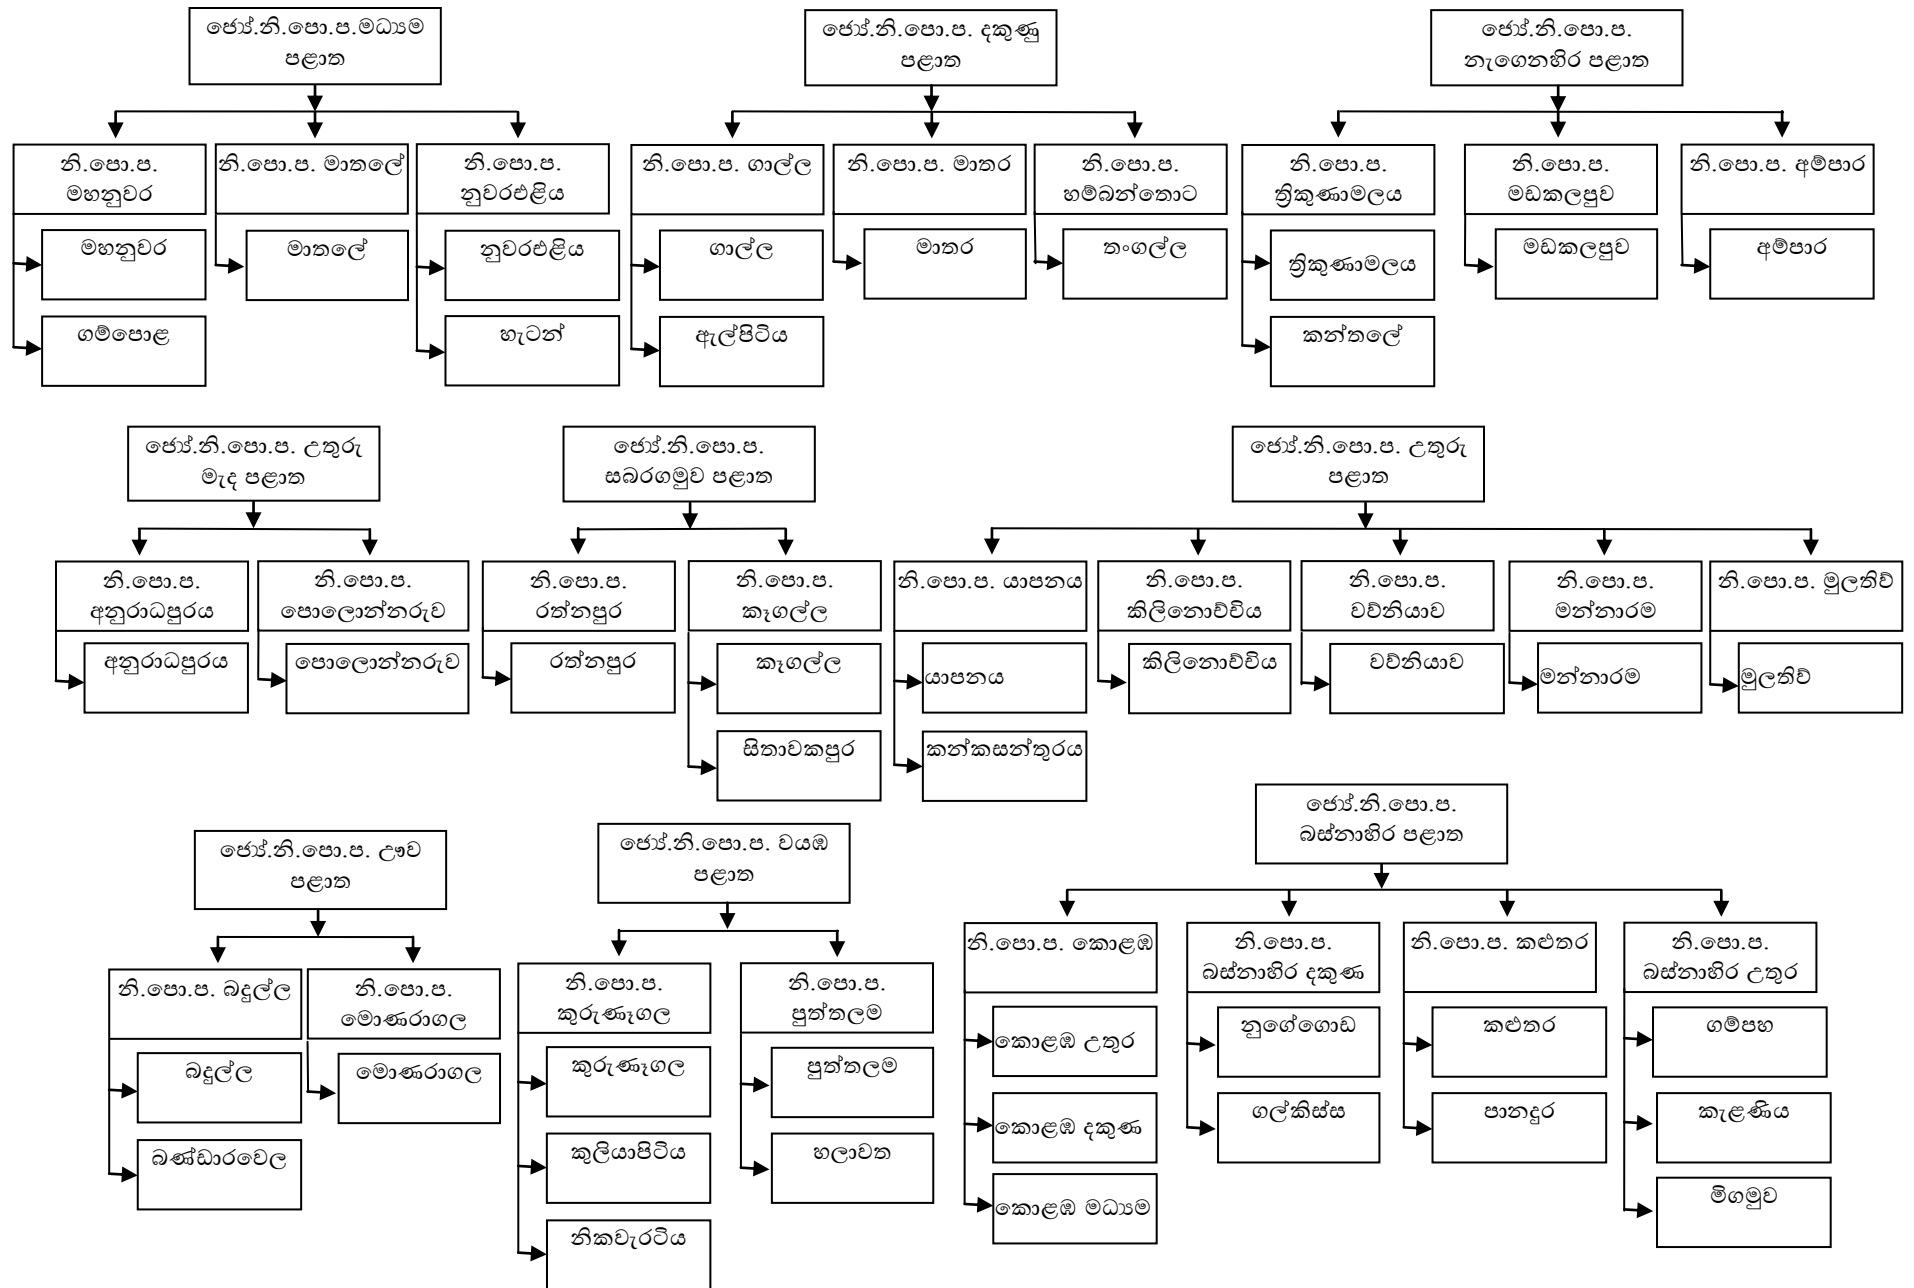 ජ්‍යේ.නි.පො.ප.මධ්‍යම
පළාත
නි.පො.ප.
මහනුවර
මහනුවර
ගම්පොළ
නි.පො.ප. මාතලේ
මාතලේ
නි.පො.ප.
නුවරඑළිය
නුවරඑළිය
හැටන්
ජ්‍යේ.නි.පො.ප. දකුණු
පළාත
නි.පො.ප. ගාල්ල
ගාල්ල
ඇල්පිටිය
නි.පො.ප. මාතර
මාතර
නි.පො.ප.
හම්බන්තොට
තංගල්ල
ජ්‍යේ.නි.පො.ප.
නැගෙනහිර පළාත
නි.පො.ප.
ත්‍රිකුණාමලය
ත්‍රිකුණාමලය
කන්තලේ
නි.පො.ප.
මඩකලපුව
මඩකලපුව
නි.පො.ප. අම්පාර
අම්පාර
ජ්‍යේ.නි.පො.ප. උතුරු
මැද පළාත
නි.පො.ප.
අනුරාධපුරය
අනුරාධපුරය
නි.පො.ප.
පොලොන්නරුව
පොලොන්නරුව
ජ්‍යේ.නි.පො.ප.
සබරගමුව පළාත
නි.පො.ප.
රත්නපුර
රත්නපුර
නි.පො.ප.
කෑගල්ල
කෑගල්ල
සිතාවකපුර
ජ්‍යේ.නි.පො.ප. උතුරු
පළාත
නි.පො.ප. යාපනය
යාපනය
කන්කසන්තුරය
නි.පො.ප.
කිලිනොච්චිය
කිලිනොච්චිය
නි.පො.ප.
වව්නියාව
වව්නියාව
නි.පො.ප.
මන්නාරම
මන්නාරම
නි.පො.ප. මුලතිව්
මුලතිව්
ජ්‍යේ.නි.පො.ප. ඌව
පළාත
නි.පො.ප. බදුල්ල
බදුල්ල
බණ්ඩාරවෙල
නි.පො.ප.
මොණරාගල
මොණරාගල
ජ්‍යේ.නි.පො.ප. වයඹ
පළාත
නි.පො.ප.
කුරුණෑගල
කුරුණෑගල
කුලියාපිටිය
නිකවැරටිය
නි.පො.ප.
පුත්තලම
පුත්තලම
හලාවත
ජ්‍යේ.නි.පො.ප.
බස්නාහිර පළාත
නි.පො.ප. කොළඹ
කොළඹ උතුර
කොළඹ දකුණ
කොළඹ මධ්‍යම
නි.පො.ප.
බස්නාහිර දකුණ
නුගේගොඩ
ගල්කිස්ස
නි.පො.ප. කළුතර
කළුතර
පානදුර
නි.පො.ප.
බස්නාහිර උතුර
ගම්පහ
කැළණිය
මිගමුව